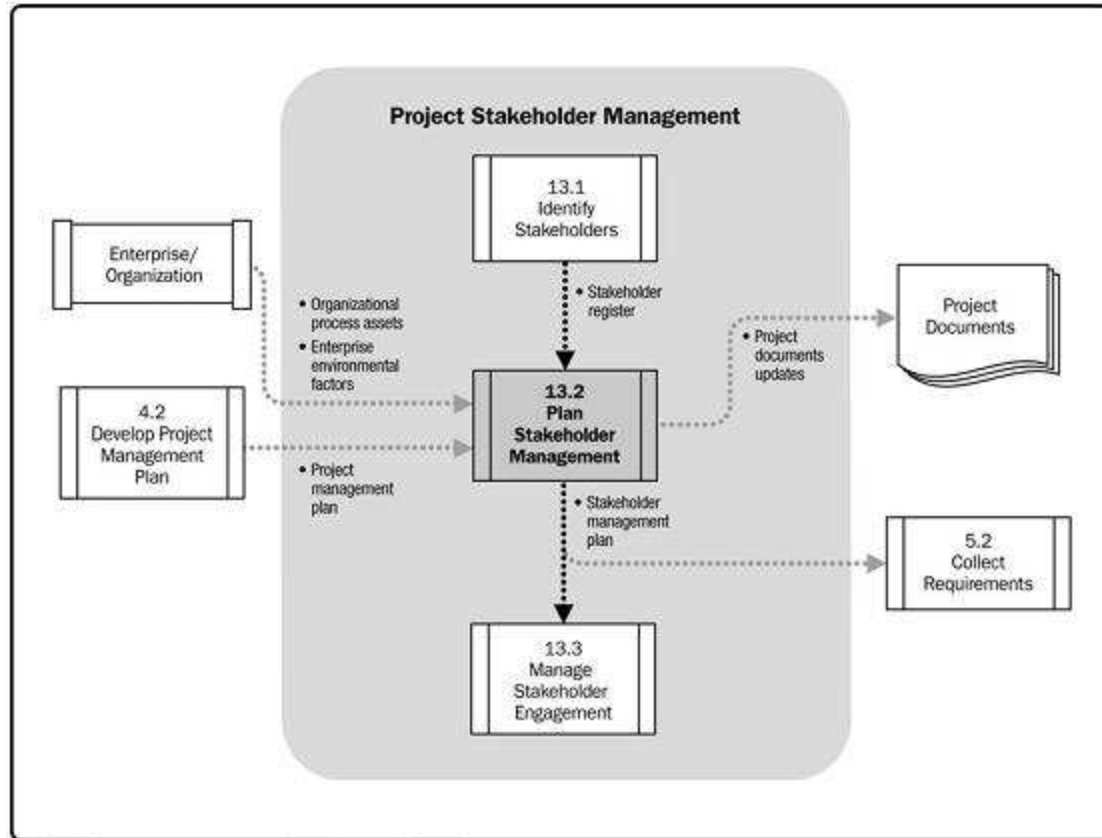 Project Stakeholder Management
13.1
Identify
Stakeholders
Enterprise/
Organization
• Organizational
process assets
• Enterprise
environmental
factors
• Stakeholder
register
• Project
documents
updates
Project
Documents
4.2
Develop Project
Management
Plan
• Project
management
plan
13.2
Plan
Stakeholder
Management
• Stakeholder
management
plan
5.2
Collect
Requirements
13.3
Manage
Stakeholder
Engagement